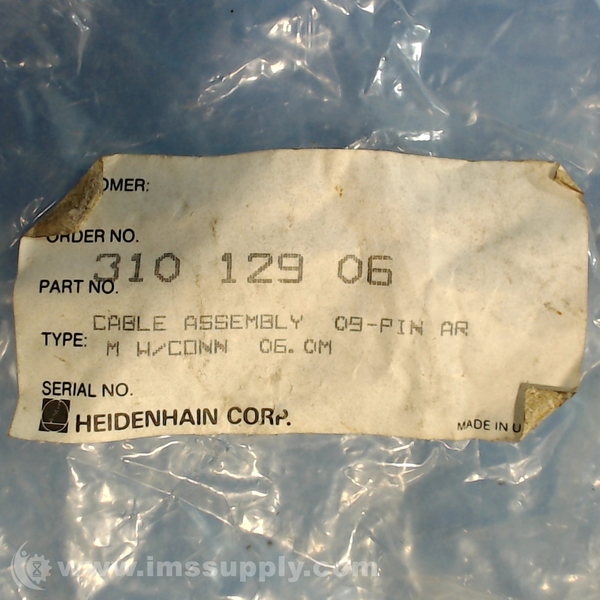 OMER:
ORDER NO.
310 129 06
PART NO.
CABLE ASSEMBLY 09-PIN AR
TYPE:
M W/CONN 06.0M
SERIAL NO.
HEIDENHAIN CORP.
MADE IN U
www.imssupply.com